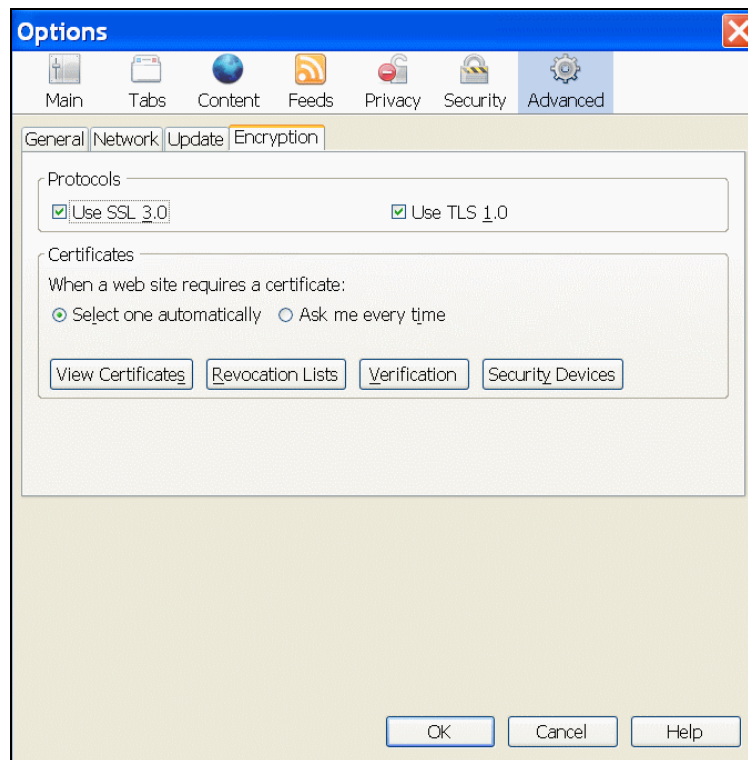 Options
Main Tabs Content Feeds Privacy Security Advanced
General Network Update Encryption
Protocols
Use SSL 3.0 Use TLS 1.0
Certificates
When a web site requires a certificate:
Select one automatically Ask me every time
View Certificates Revocation Lists Verification Security Devices
OK Cancel Help